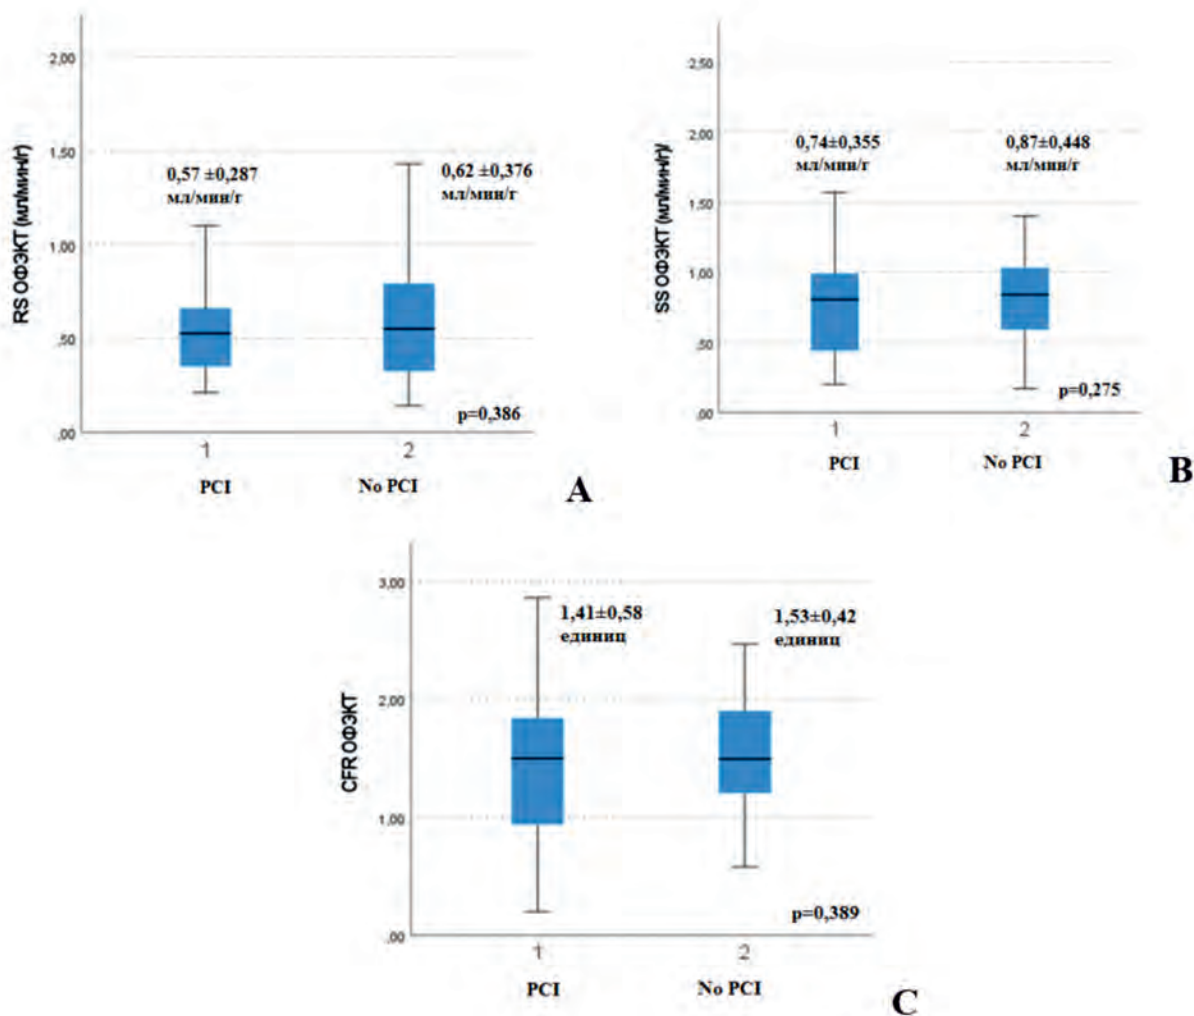 2,00
1,50
1,00
,50
,00
RS ОФЭКТ (мл/мин/г)
0,57 ±0,287
мл/мин/г
0,62 ±0,376
мл/мин/г
p=0,386
1
2
PCI
No PCI
A
2,50
2,00
1,50
1,00
,50
,00
SS ОФЭКТ (мл/мин/г)/
0,74±0,355
мл/мин/г
0,87±0,448
мл/мин/г
p=0,275
1
2
PCI
No PCI
B
3,00
2,00
1,00
,00
CFR ОФЭКТ
1,41±0,58
единиц
1,53±0,42
единиц
p=0,389
1
2
PCI
No PCI
C